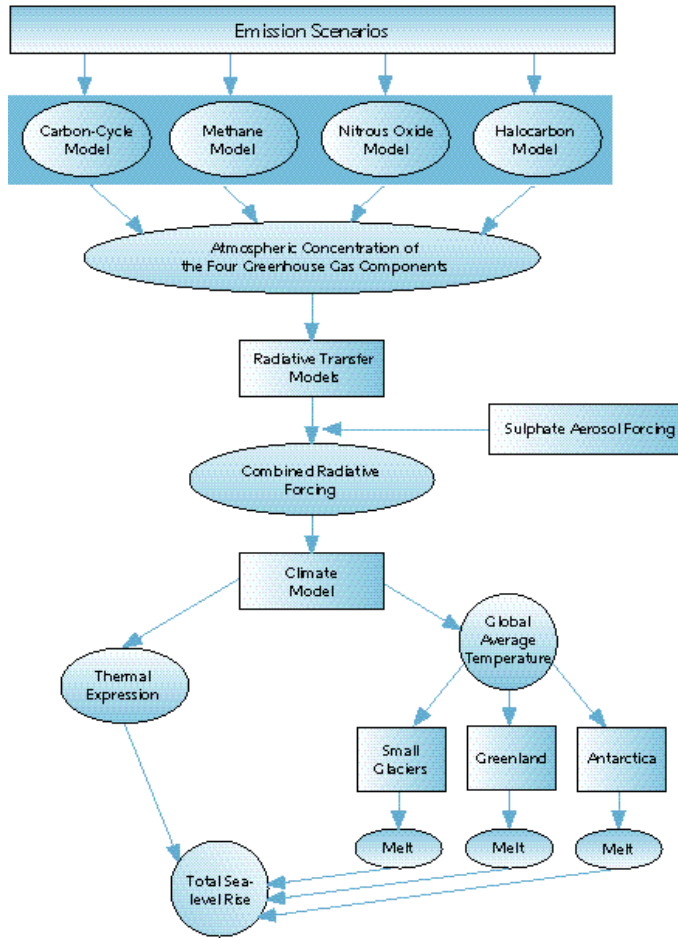 Emission Scenarios
Carbon-Cycle
Model
Methane
Model
Nitrous Oxide
Model
Halocarbon
Model
Atmospheric Concentration of
the Four Greenhouse Gas Components
Radiative Transfer
Models
Sulphate Aerosol Forcing
Combined Radiative
Forcing
Climate
Model
Global
Average
Temperature
Thermal
Expression
Small
Glaciers
Greenland
Antarctica
Melt
Melt
Melt
Total Sea-
level Rise